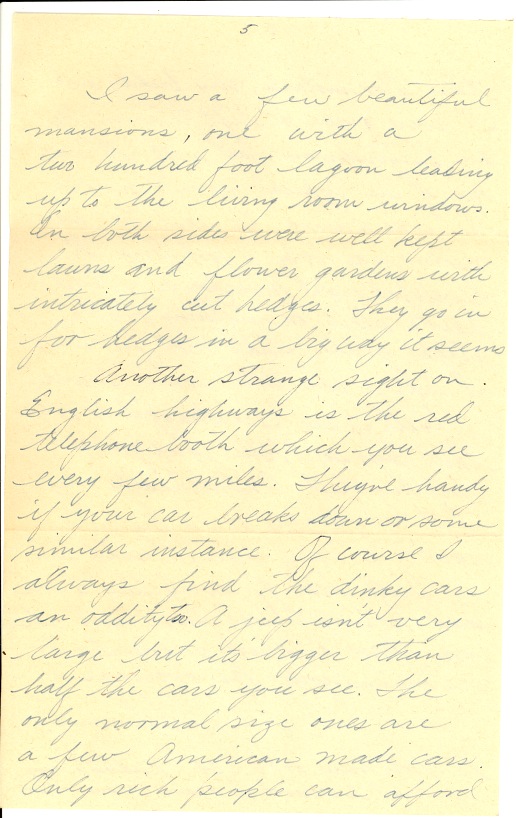 5
I saw a few beautiful
mansions, one with a
two hundred foot lagoon leading
up to the living room windows.
On both sides were well kept
lawns and flower gardens with
intricately cut hedges. They go in
for hedges in a big way it seems
Another strange sight on
English highways is the red
telephone booth which you see
every few miles. They're handy
if your car breaks down or some
similar instance. Of course I
always find the dinky cars
an oddity to. A jeep isn't very
large but it's bigger than
half the cars you see. The
only normal size ones are
a few American made cars.
Only rich people can afford